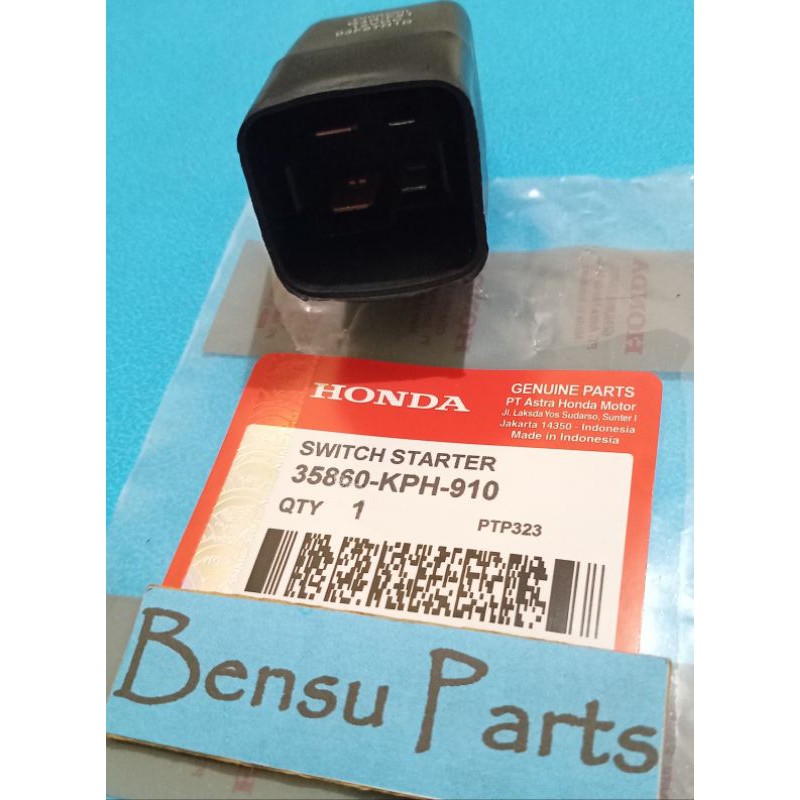 HONDA
GENUINE PARTS
PT Astra Honda Motor
Jl. Laksda Yos Sudarso, Sunter I
Jakarta 14350 - Indonesia
Made in Indonesia
SWITCH STARTER
35860-KPH-910
QTY 1
PTP323
Bensu Parts
HONDA